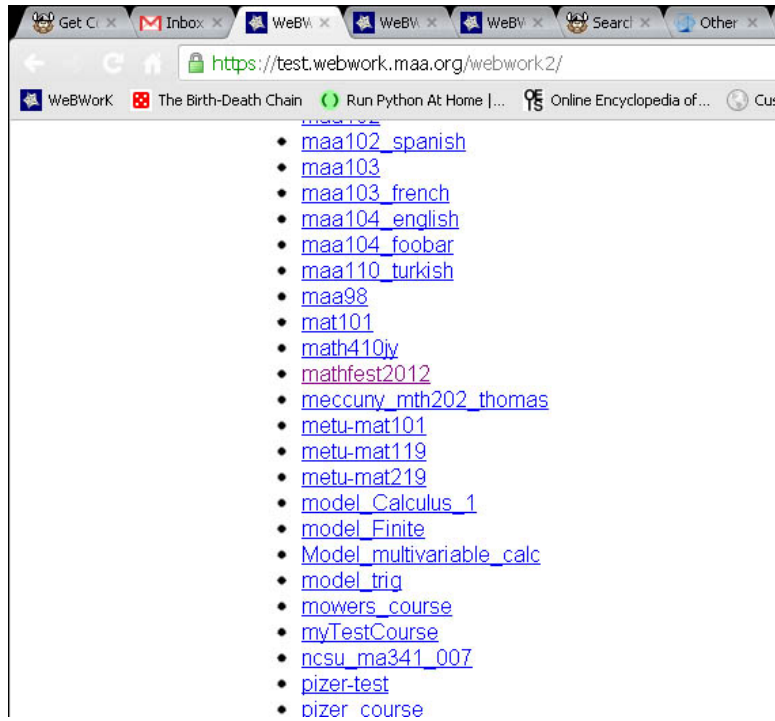 Get C Inbox WeBW WeBW WeBW Search Other
https://test.webwork.maa.org/webwork2/
WeBWorK The Birth-Death Chain Run Python At Home |... Online Encyclopedia of... Cus
maa102
maa102_spanish
maa103
maa103_french
maa104_english
maa104_foobar
maa110_turkish
maa98
mat101
math410jy
mathfest2012
meccuny_mth202_thomas
metu-mat101
metu-mat119
metu-mat219
model_Calculus_1
model_Finite
Model_multivariable_calc
model_trig
mowers_course
myTestCourse
ncsu_ma341_007
pizer-test
pizer_course